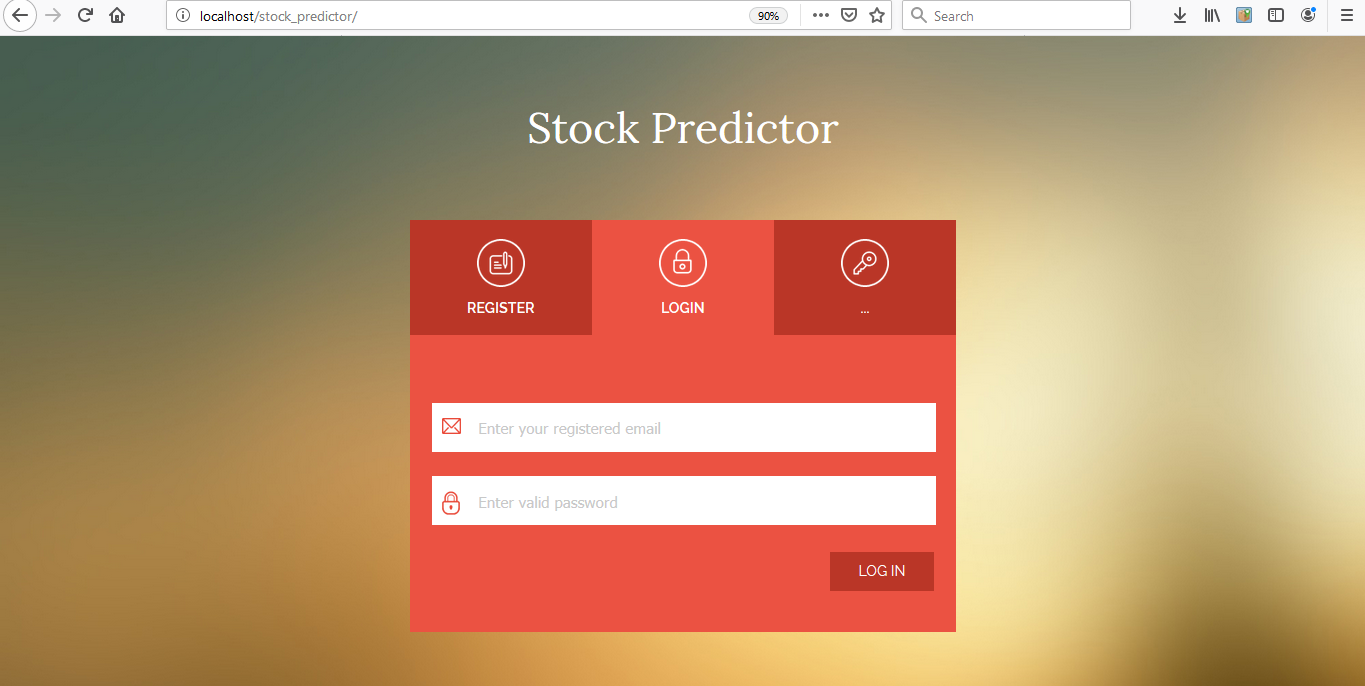 localhost/stock_predictor/
90%
Search
Stock Predictor
REGISTER
LOGIN
...
Enter your registered email
Enter valid password
LOG IN